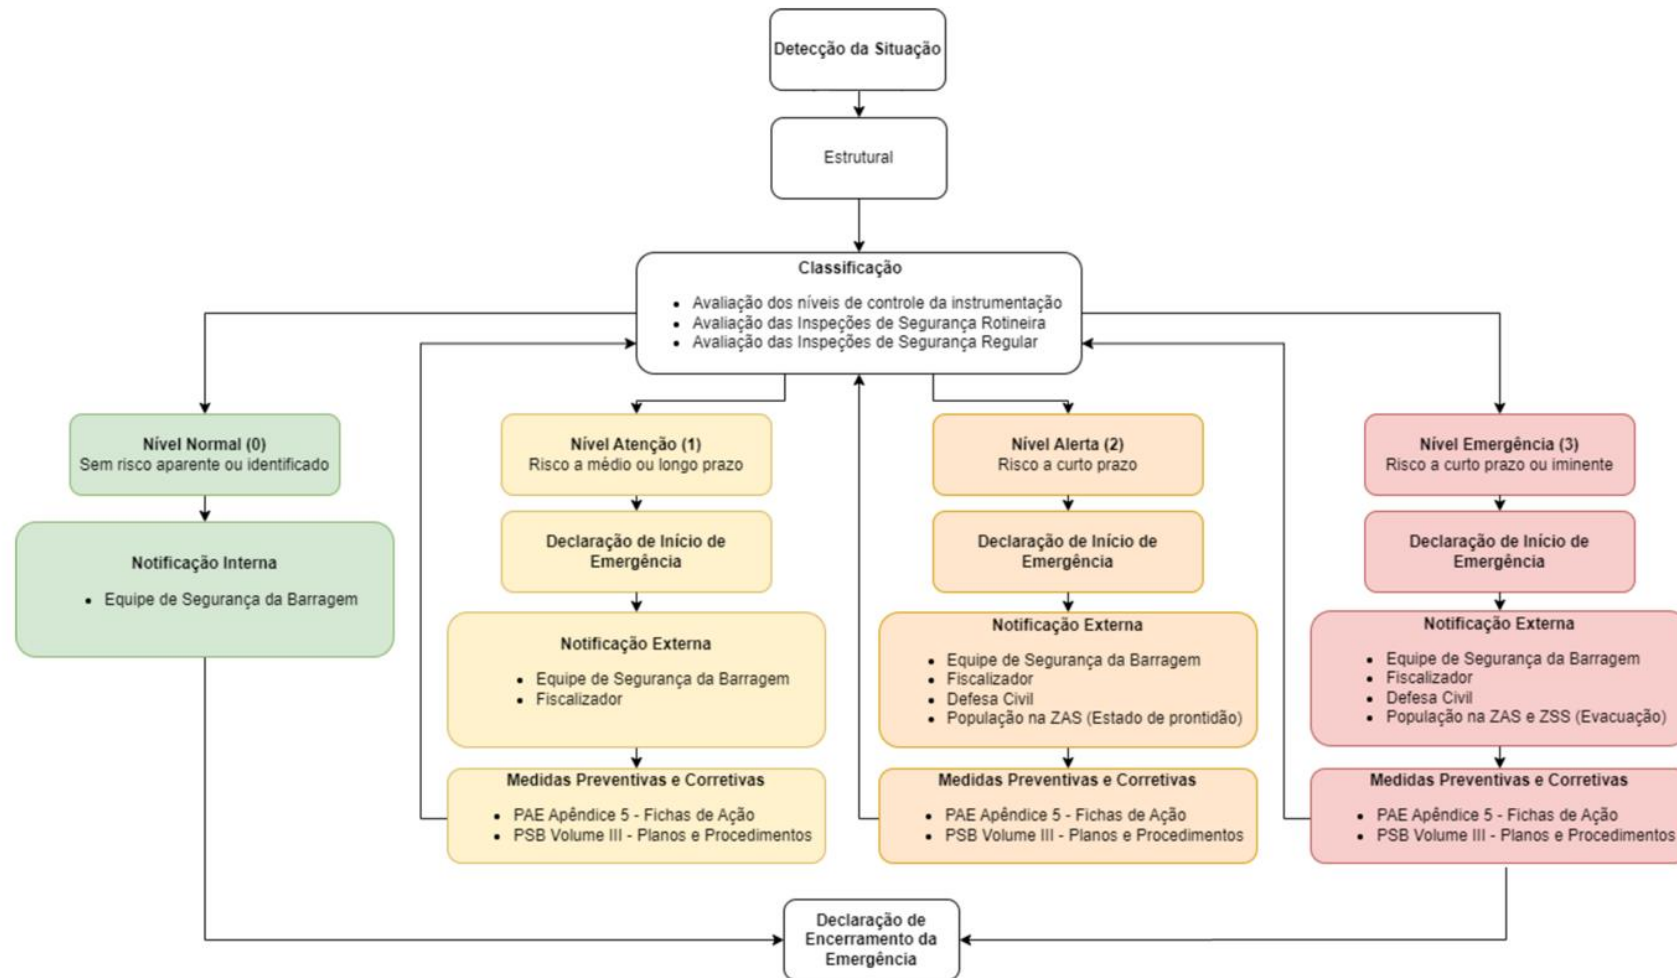 Detecção da Situação
Estrutural
Classificação
• Avaliação dos níveis de controle da instrumentação
• Avaliação das Inspeções de Segurança Rotineira
• Avaliação das Inspeções de Segurança Regular
Nível Normal (0)
Sem risco aparente ou identificado
Notificação Interna
• Equipe de Segurança da Barragem
Nível Atenção (1)
Risco a médio ou longo prazo
Declaração de Início de
Emergência
Notificação Externa
• Equipe de Segurança da Barragem
• Fiscalizador
Medidas Preventivas e Corretivas
• PAE Apêndice 5 - Fichas de Ação
• PSB Volume III - Planos e Procedimentos
Nível Alerta (2)
Risco a curto prazo
Declaração de Início de
Emergência
Notificação Externa
• Equipe de Segurança da Barragem
• Fiscalizador
• Defesa Civil
• População na ZAS (Estado de prontidão)
Medidas Preventivas e Corretivas
• PAE Apêndice 5 - Fichas de Ação
• PSB Volume III - Planos e Procedimentos
Nível Emergência (3)
Risco a curto prazo ou iminente
Declaração de Início de
Emergência
Notificação Externa
• Equipe de Segurança da Barragem
• Fiscalizador
• Defesa Civil
• População na ZAS e ZSS (Evacuação)
Medidas Preventivas e Corretivas
• PAE Apêndice 5 - Fichas de Ação
• PSB Volume III - Planos e Procedimentos
Declaração de
Encerramento da
Emergência